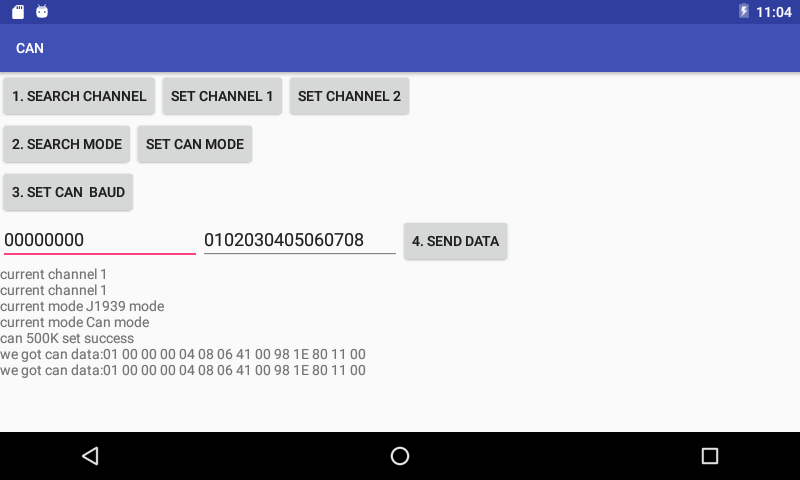 11:04
CAN
1. SEARCH CHANNEL SET CHANNEL 1 SET CHANNEL 2
2. SEARCH MODE SET CAN MODE
3. SET CAN  BAUD
00000000 0102030405060708 4. SEND DATA
current channel 1
current channel 1
current mode J1939 mode
current mode Can mode
can 500K set success
we got can data:01 00 00 00 04 08 06 41 00 98 1E 80 11 00
we got can data:01 00 00 00 04 08 06 41 00 98 1E 80 11 00